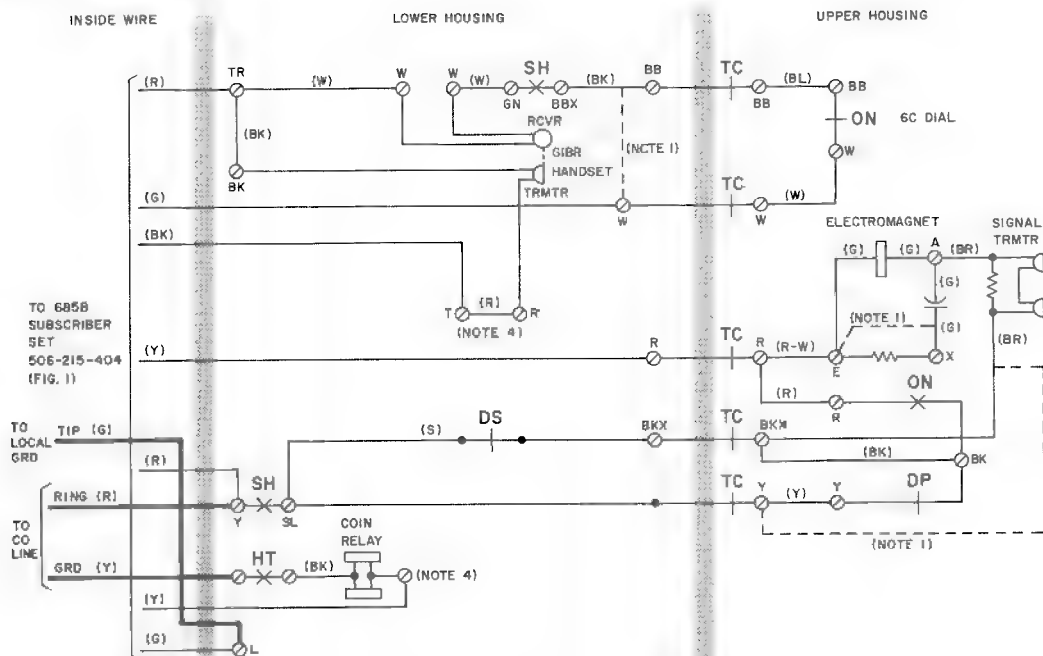 INSIDE WIRE
LOWER HOUSING
UPPER HOUSING
(R)
TR
(W)
W
W
(W)
SH
GN
BBX
(BK)
BB
TC
BB
(BL)
BB
ON
6C DIAL
W
(BK)
RCVR
GIBR
HANDSET
TRMTR
(NCTE 1)
BK
(G)
W
TC
W
(W)
(BK)
ELECTROMAGNET
SIGNAL
TRMTR
(G)
(G)
A
(BR)
(G)
(G)
(NOTE 1)
(BR)
T
(R)
R
(NOTE 4)
TO 685B
SUBSCRIBER
SET
506-215-404
(FIG. 1)
(Y)
R
TC
R
(R-W)
E
X
(R)
R
ON
TO
LOCAL
GRD
TIP (G)
(S)
DS
BKX
TC
BKX
(BK)
BK
(R)
SH
RING (R)
Y
SL
TC
Y
(Y)
Y
DP
(NOTE 1)
TO
CO
LINE
COIN
RELAY
HT
GRD (Y)
(BK)
(NOTE 4)
(Y)
(G)
L